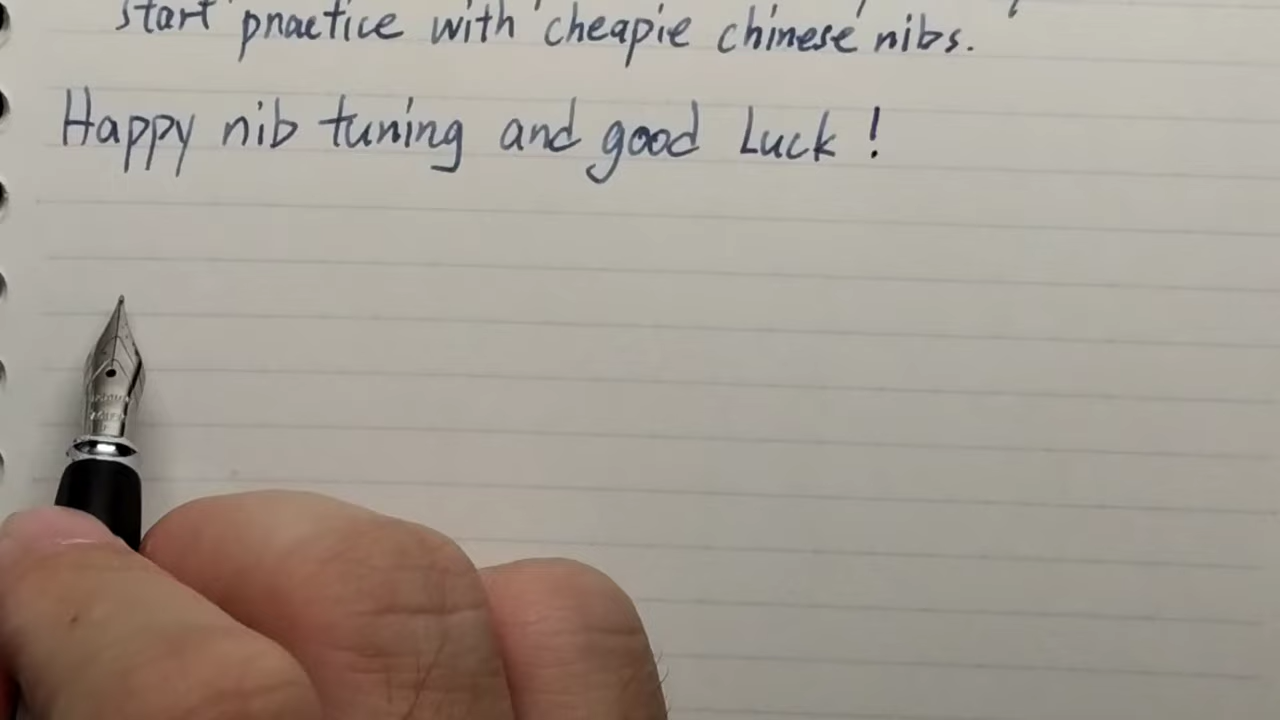 start practice with cheapie chinese nibs.
Happy nib tuning and good Luck !